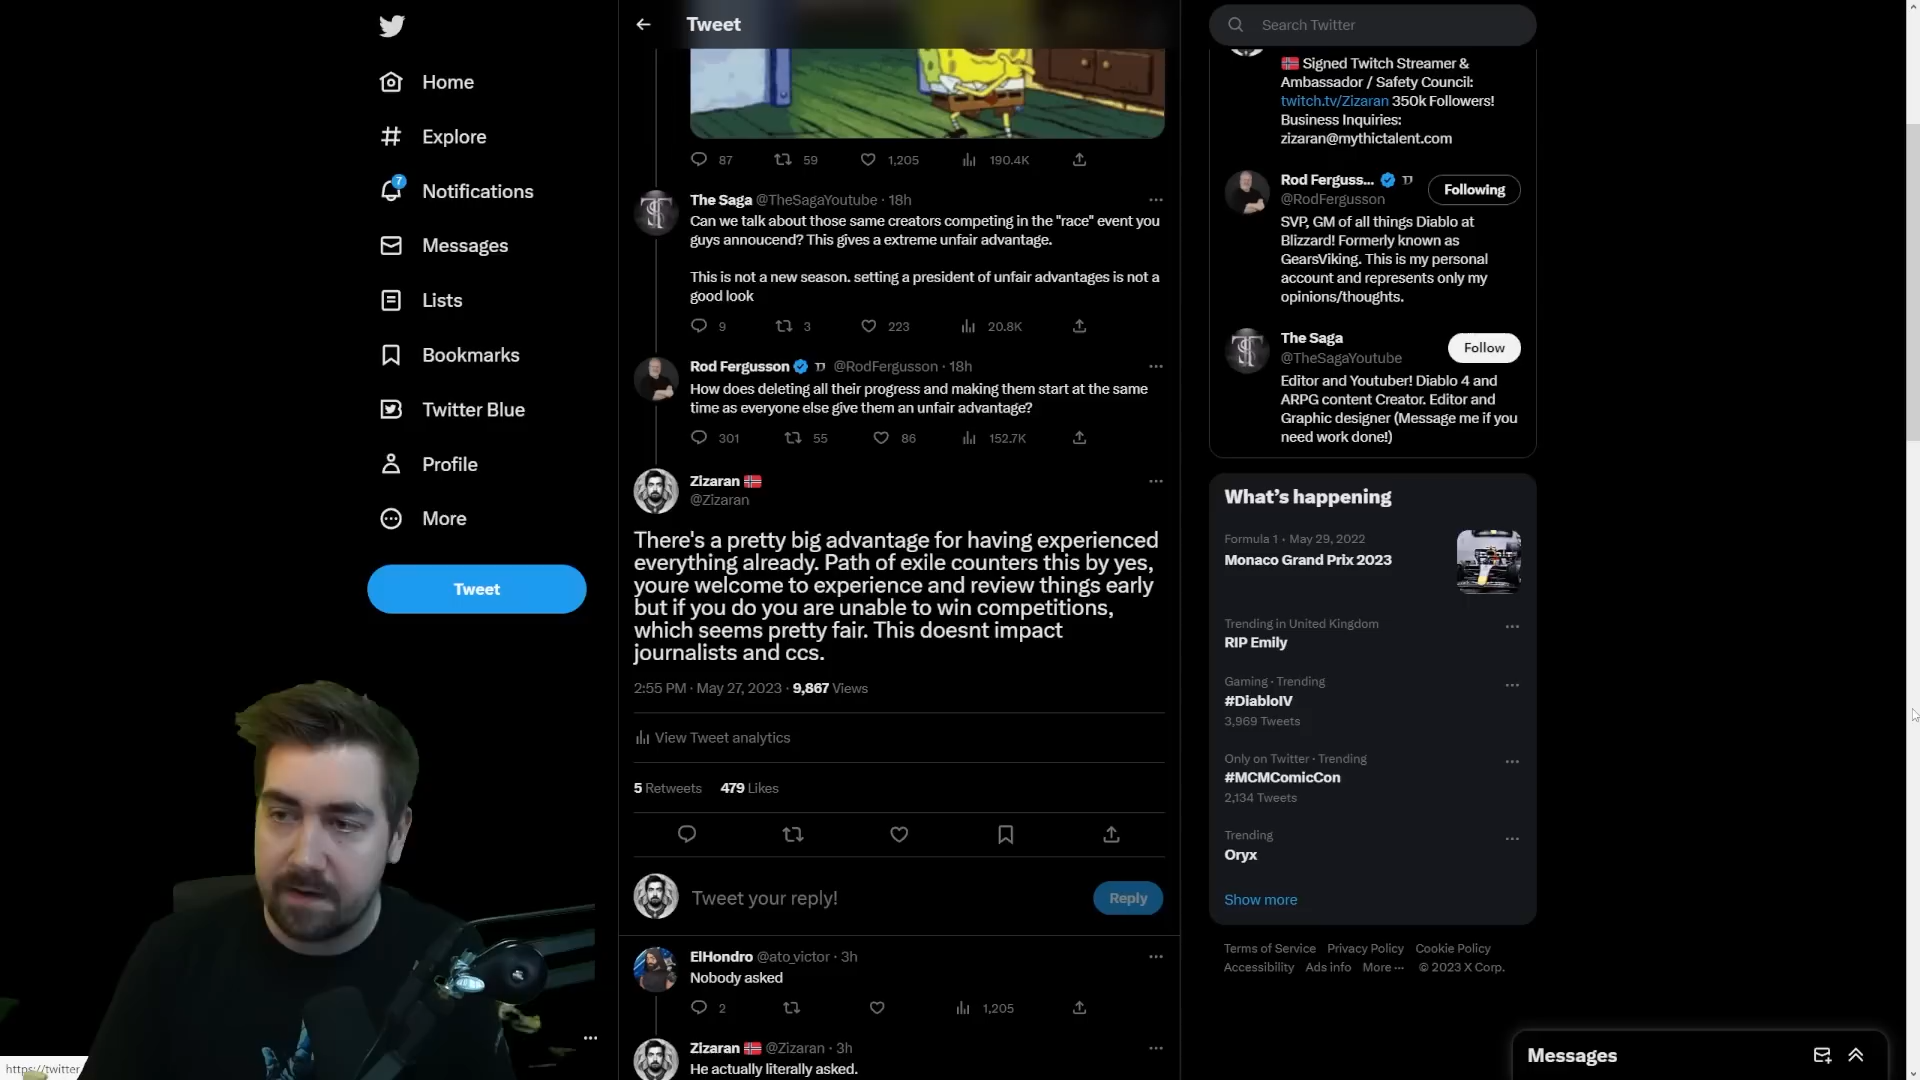 Home
Explore
7
Notifications
Messages
Lists
Bookmarks
Twitter Blue
Profile
More
Tweet
https://twitter
Tweet
87 59 1,205 190.4K
The Saga @TheSagaYoutube · 18h
Can we talk about those same creators competing in the "race" event you
guys annoucend? This gives a extreme unfair advantage.
This is not a new season. setting a president of unfair advantages is not a
good look
9 3 223 20.8K
Rod Fergusson @RodFergusson · 18h
How does deleting all their progress and making them start at the same
time as everyone else give them an unfair advantage?
301 55 86 152.7K
Zizaran
@Zizaran
There's a pretty big advantage for having experienced
everything already. Path of exile counters this by yes,
youre welcome to experience and review things early
but if you do you are unable to win competitions,
which seems pretty fair. This doesnt impact
journalists and ccs.
2:55 PM · May 27, 2023 · 9,867 Views
View Tweet analytics
5 Retweets 479 Likes
Tweet your reply!
Reply
ElHondro @ato_victor · 3h
Nobody asked
2 1,205
Zizaran @Zizaran · 3h
He actually literally asked.
Search Twitter
Signed Twitch Streamer &
Ambassador / Safety Council:
twitch.tv/Zizaran 350k Followers!
Business Inquiries:
zizaran@mythictalent.com
Rod Ferguss...
@RodFergusson
Following
SVP, GM of all things Diablo at
Blizzard! Formerly known as
GearsViking. This is my personal
account and represents only my
opinions/thoughts.
The Saga
@TheSagaYoutube
Follow
Editor and Youtuber! Diablo 4 and
ARPG content Creator. Editor and
Graphic designer (Message me if you
need work done!)
What's happening
Formula 1 · May 29, 2022
Monaco Grand Prix 2023
Trending in United Kingdom
RIP Emily
Gaming · Trending
#DiabloIV
3,969 Tweets
Only on Twitter · Trending
#MCMComicCon
2,134 Tweets
Trending
Oryx
Show more
Terms of Service Privacy Policy Cookie Policy
Accessibility Ads info More ··· © 2023 X Corp.
Messages